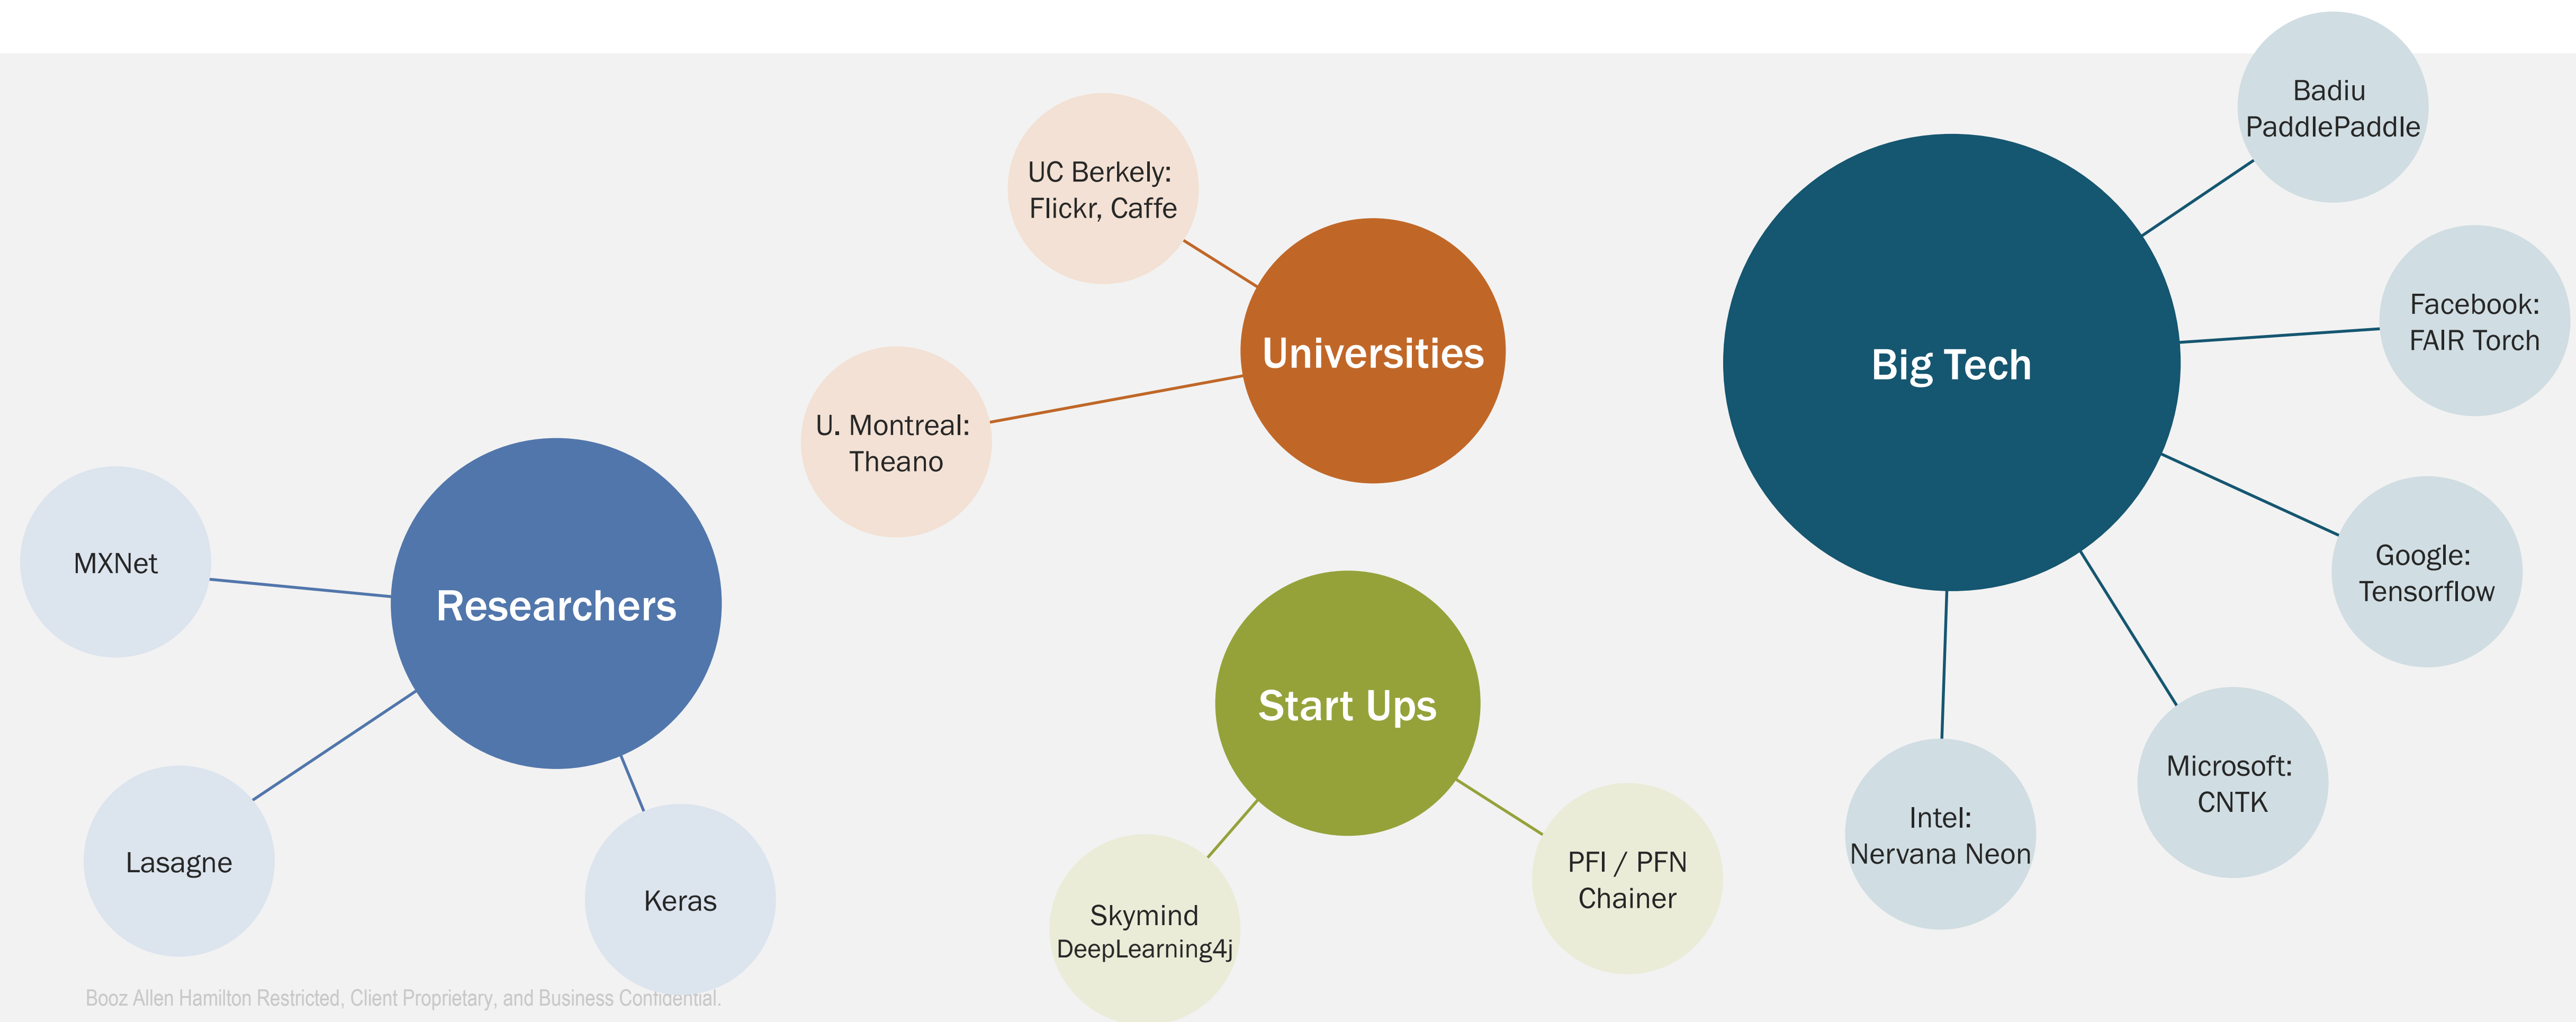 Badiu
PaddlePaddle
UC Berkely:
Flickr, Caffe
Facebook:
FAIR Torch
Universities
Big Tech
U. Montreal:
Theano
Google:
Tensorflow
MXNet
Researchers
Start Ups
Microsoft:
CNTK
Intel:
Nervana Neon
Lasagne
Keras
PFI / PFN
Chainer
Skymind
DeepLearning4j
Booz Allen Hamilton Restricted, Client Proprietary, and Business Confidential.